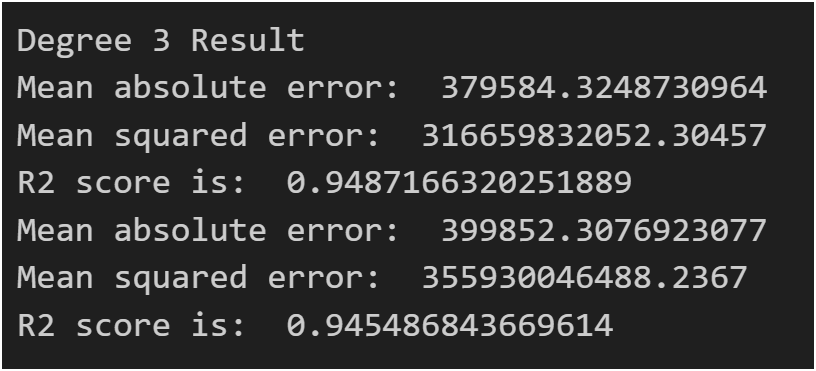 Degree 3 Result
Mean absolute error:  379584.3248730964
Mean squared error:  316659832052.30457
R2 score is:  0.9487166320251889
Mean absolute error:  399852.3076923077
Mean squared error:  355930046488.2367
R2 score is:  0.945486843669614